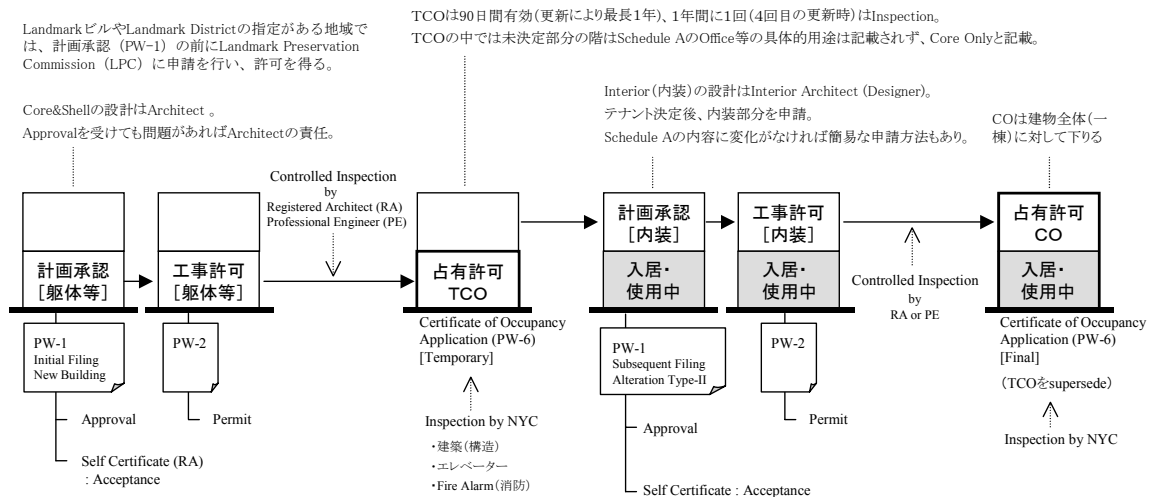 LandmarkビルやLandmark Districtの指定がある地域で
は、計画承認（PW-1）の前にLandmark Preservation
Commission（LPC）に申請を行い、許可を得る。
TCOは90日間有効（更新により最長1年）、1年間に1回（4回目の更新時）はInspection。
TCOの中では未決定部分の階はSchedule AのOffice等の具体的用途は記載されず、Core Onlyと記載。
Core&Shellの設計はArchitect 。
Approvalを受けても問題があればArchitectの責任。
Interior（内装）の設計はInterior Architect (Designer)。
テナント決定後、内装部分を申請。
Schedule Aの内容に変化がなければ簡易な申請方法もあり。
COは建物全体（一
棟）に対して下りる
計画承認
[躯体等]
工事許可
[躯体等]
Controlled Inspection
by
Registered Architect (RA)
Professional Engineer (PE)
占有許可
TCO
計画承認
[内装]
入居・
使用中
工事許可
[内装]
入居・
使用中
Controlled Inspection
by
RA or PE
占有許可
CO
入居・
使用中
PW-1
Initial Filing
New Building
Approval
Self Certificate (RA)
: Acceptance
PW-2
Permit
Certificate of Occupancy
Application (PW-6)
[Temporary]
Inspection by NYC
・建築（構造）
・エレベーター
・Fire Alarm（消防）
PW-1
Subsequent Filing
Alteration Type-II
Approval
Self Certificate : Acceptance
PW-2
Permit
Certificate of Occupancy
Application (PW-6)
[Final]
（TCOをsupersede）
Inspection by NYC